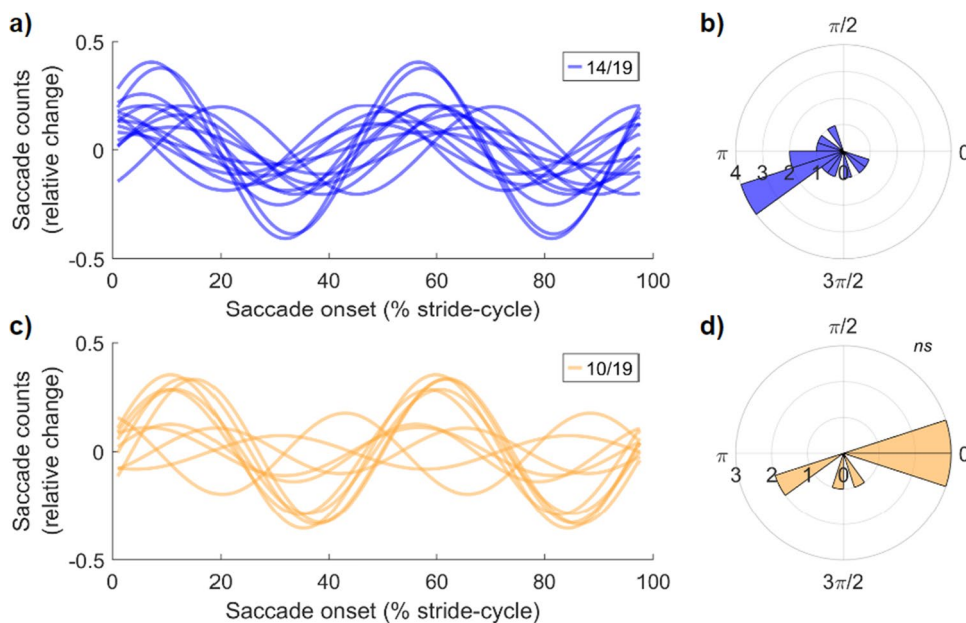 a)
0.5
0
-0.5
Saccade counts
(relative change)
14/19
0 20 40 60 80 100
Saccade onset (% stride-cycle)
b)
π/2
π
0
4 3 2 1 0
3π/2
c)
0.5
0
-0.5
Saccade counts
(relative change)
10/19
0 20 40 60 80 100
Saccade onset (% stride-cycle)
d)
π/2
ns
π
0
3 2 1 0
3π/2